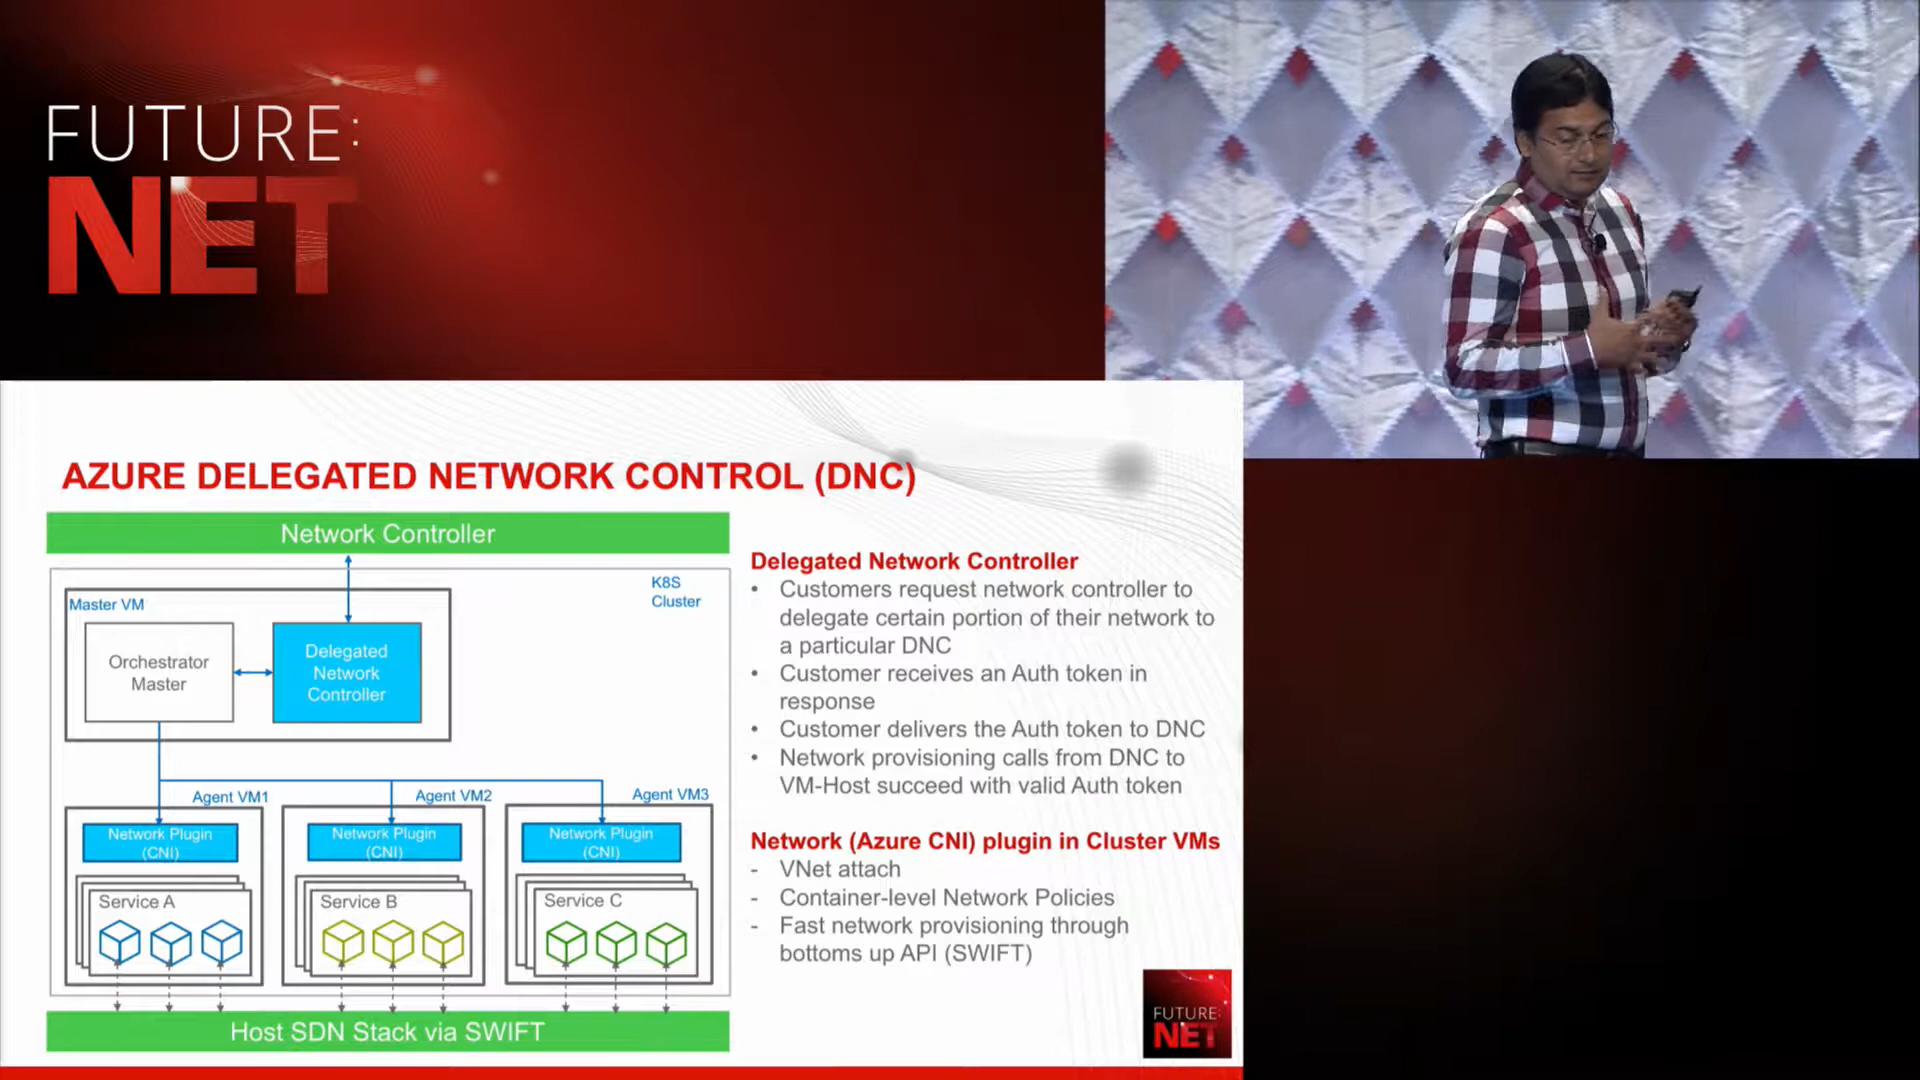 FUTURE:
NET
AZURE DELEGATED NETWORK CONTROL (DNC)
Network Controller
K8S
Cluster
Master VM
Orchestrator
Master
Delegated
Network
Controller
Agent VM1
Agent VM2
Agent VM3
Network Plugin
(CNI)
Network Plugin
(CNI)
Network Plugin
(CNI)
Service A
Service B
Service C
Host SDN Stack via SWIFT
Delegated Network Controller
• Customers request network controller to
delegate certain portion of their network to
a particular DNC
• Customer receives an Auth token in
response
• Customer delivers the Auth token to DNC
• Network provisioning calls from DNC to
VM-Host succeed with valid Auth token
Network (Azure CNI) plugin in Cluster VMs
- VNet attach
- Container-level Network Policies
- Fast network provisioning through
bottoms up API (SWIFT)
FUTURE:
NET